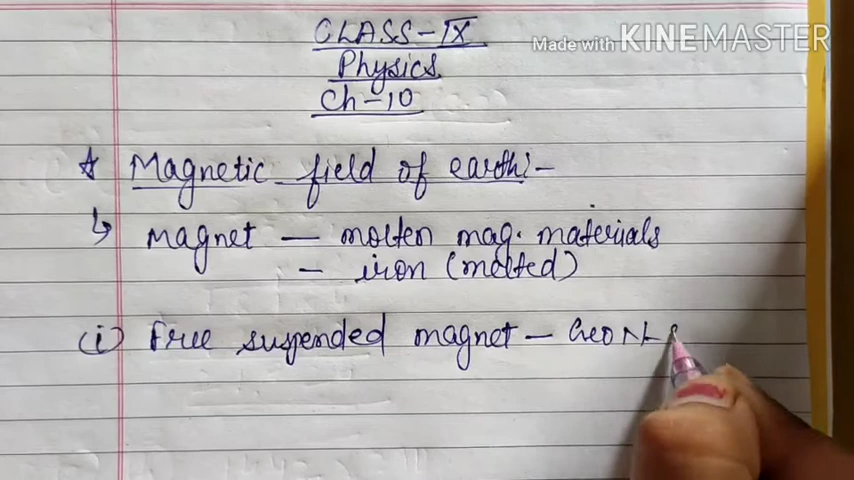 CLASS-IX
Made with KINEMASTER
Physics
Ch-10
Magnetic field of earth:-
↳ magnet — molten mag. materials
- iron (melted)
(i) Free suspended magnet - Geo N-S